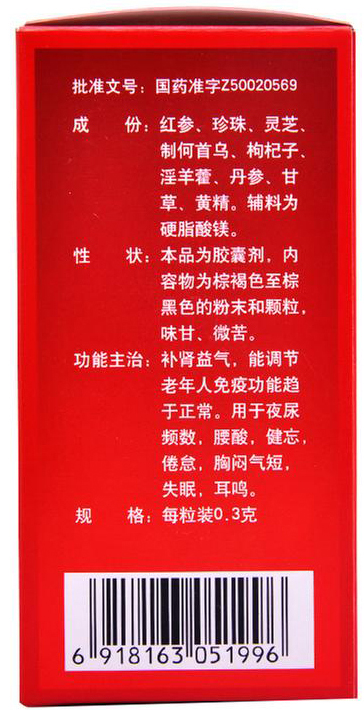 批准文号：国药准字Z50020569
成　份：红参、珍珠、灵芝、
制何首乌、枸杞子、
淫羊藿、丹参、甘
草、黄精。辅料为
硬脂酸镁。
性　状：本品为胶囊剂，内
容物为棕褐色至棕
黑色的粉末和颗粒，
味甘、微苦。
功能主治：补肾益气，能调节
老年人免疫功能趋
于正常。用于夜尿
频数，腰酸，健忘，
倦怠，胸闷气短，
失眠，耳鸣。
规　格：每粒装0.3克
6 918163 051996